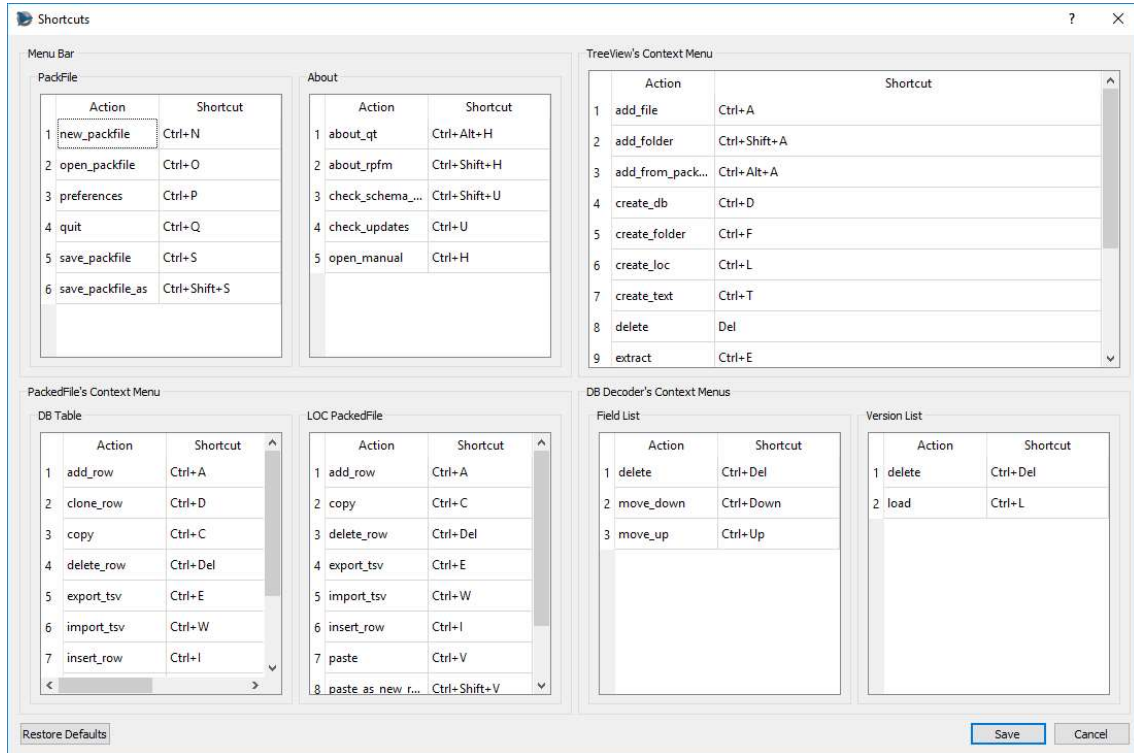 Shortcuts
Menu Bar
PackFile
Action Shortcut
1 new_packfile Ctrl+N
2 open_packfile Ctrl+O
3 preferences Ctrl+P
4 quit Ctrl+Q
5 save_packfile Ctrl+S
6 save_packfile_as Ctrl+Shift+S
About
Action Shortcut
1 about_qt Ctrl+Alt+H
2 about_rpfm Ctrl+Shift+H
3 check_schema_... Ctrl+Shift+U
4 check_updates Ctrl+U
5 open_manual Ctrl+H
TreeView's Context Menu
Action Shortcut
1 add_file Ctrl+A
2 add_folder Ctrl+Shift+A
3 add_from_pack... Ctrl+Alt+A
4 create_db Ctrl+D
5 create_folder Ctrl+F
6 create_loc Ctrl+L
7 create_text Ctrl+T
8 delete Del
9 extract Ctrl+E
PackedFile's Context Menu
DB Table
Action Shortcut
1 add_row Ctrl+A
2 clone_row Ctrl+D
3 copy Ctrl+C
4 delete_row Ctrl+Del
5 export_tsv Ctrl+E
6 import_tsv Ctrl+W
7 insert_row Ctrl+I
LOC PackedFile
Action Shortcut
1 add_row Ctrl+A
2 copy Ctrl+C
3 delete_row Ctrl+Del
4 export_tsv Ctrl+E
5 import_tsv Ctrl+W
6 insert_row Ctrl+I
7 paste Ctrl+V
8 paste_as_new_r... Ctrl+Shift+V
DB Decoder's Context Menus
Field List
Action Shortcut
1 delete Ctrl+Del
2 move_down Ctrl+Down
3 move_up Ctrl+Up
Version List
Action Shortcut
1 delete Ctrl+Del
2 load Ctrl+L
Restore Defaults
Save
Cancel